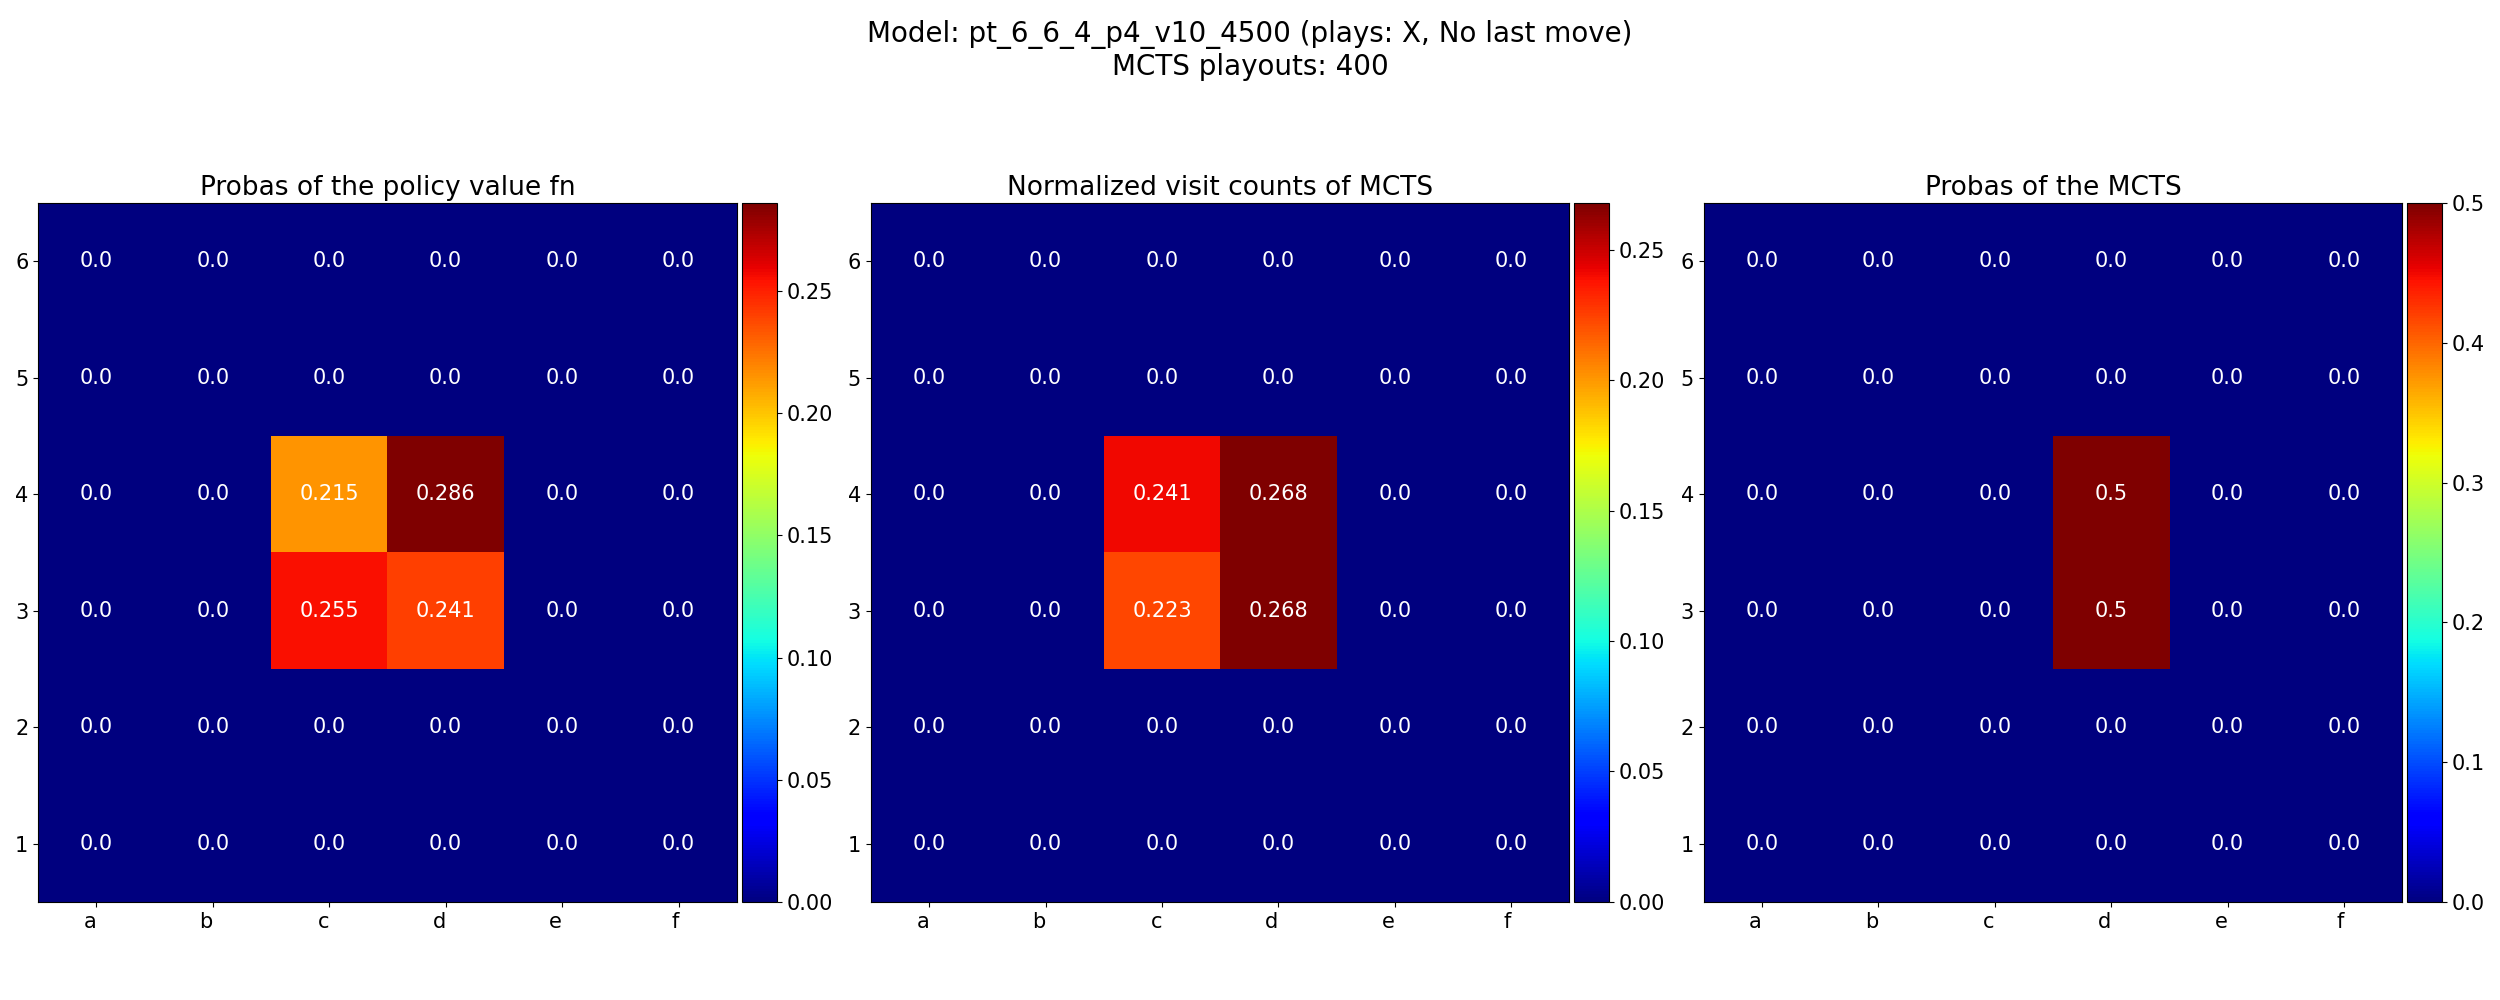 Model: pt_6_6_4_p4_v10_4500 (plays: X, No last move)
MCTS playouts: 400
Probas of the policy value fn
6 0.0 0.0 0.0 0.0 0.0 0.0
5 0.0 0.0 0.0 0.0 0.0 0.0
4 0.0 0.0 0.215 0.286 0.0 0.0
3 0.0 0.0 0.255 0.241 0.0 0.0
2 0.0 0.0 0.0 0.0 0.0 0.0
1 0.0 0.0 0.0 0.0 0.0 0.0
a b c d e f
0.25
0.20
0.15
0.10
0.05
0.00
Normalized visit counts of MCTS
6 0.0 0.0 0.0 0.0 0.0 0.0
5 0.0 0.0 0.0 0.0 0.0 0.0
4 0.0 0.0 0.241 0.268 0.0 0.0
3 0.0 0.0 0.223 0.268 0.0 0.0
2 0.0 0.0 0.0 0.0 0.0 0.0
1 0.0 0.0 0.0 0.0 0.0 0.0
a b c d e f
0.25
0.20
0.15
0.10
0.05
0.00
Probas of the MCTS
6 0.0 0.0 0.0 0.0 0.0 0.0
5 0.0 0.0 0.0 0.0 0.0 0.0
4 0.0 0.0 0.0 0.5 0.0 0.0
3 0.0 0.0 0.0 0.5 0.0 0.0
2 0.0 0.0 0.0 0.0 0.0 0.0
1 0.0 0.0 0.0 0.0 0.0 0.0
a b c d e f
0.5
0.4
0.3
0.2
0.1
0.0